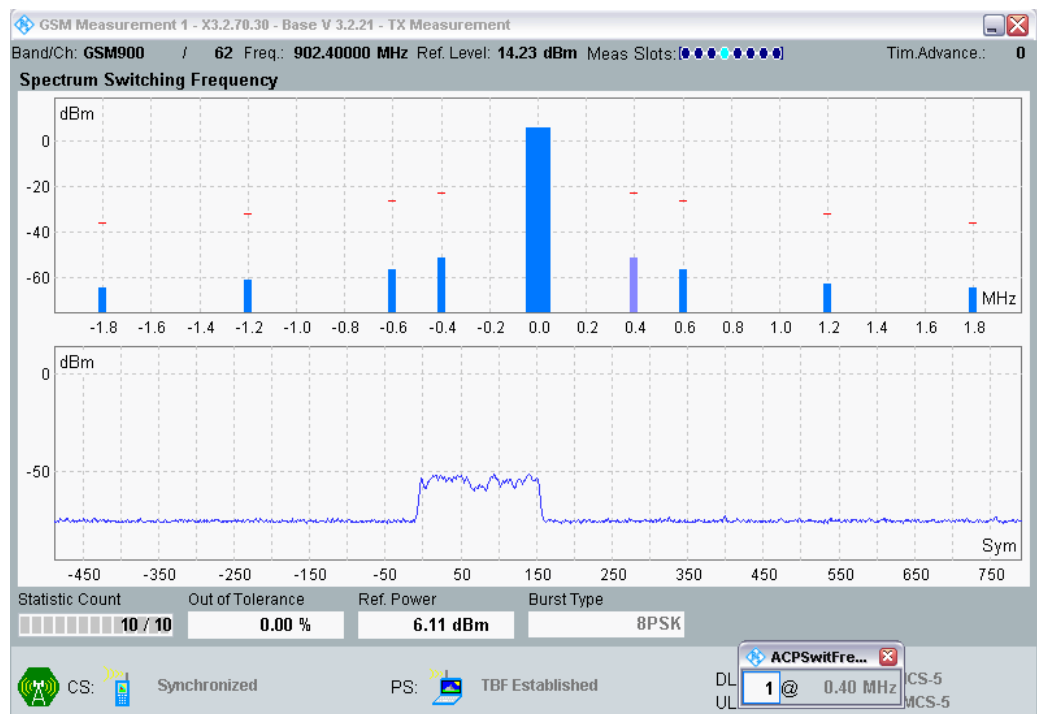 GSM Measurement 1 - X3.2.70.30 - Base V 3.2.21 - TX Measurement
Band/Ch: GSM900 / 62 Freq.: 902.40000 MHz Ref. Level: 14.23 dBm Meas Slots: Tim.Advance.: 0
Spectrum Switching Frequency
dBm
0
-20
-40
-60
MHz
-1.8 -1.6 -1.4 -1.2 -1.0 -0.8 -0.6 -0.4 -0.2 0.0 0.2 0.4 0.6 0.8 1.0 1.2 1.4 1.6 1.8
dBm
0
-50
Sym
-450 -350 -250 -150 -50 50 150 250 350 450 550 650 750
Statistic Count Out of Tolerance Ref. Power Burst Type
10 / 10 0.00 % 6.11 dBm 8PSK
ACPSwitFre...
CS: Synchronized PS: TBF Established DL 1 @ 0.40 MHz CS-5
UL MCS-5